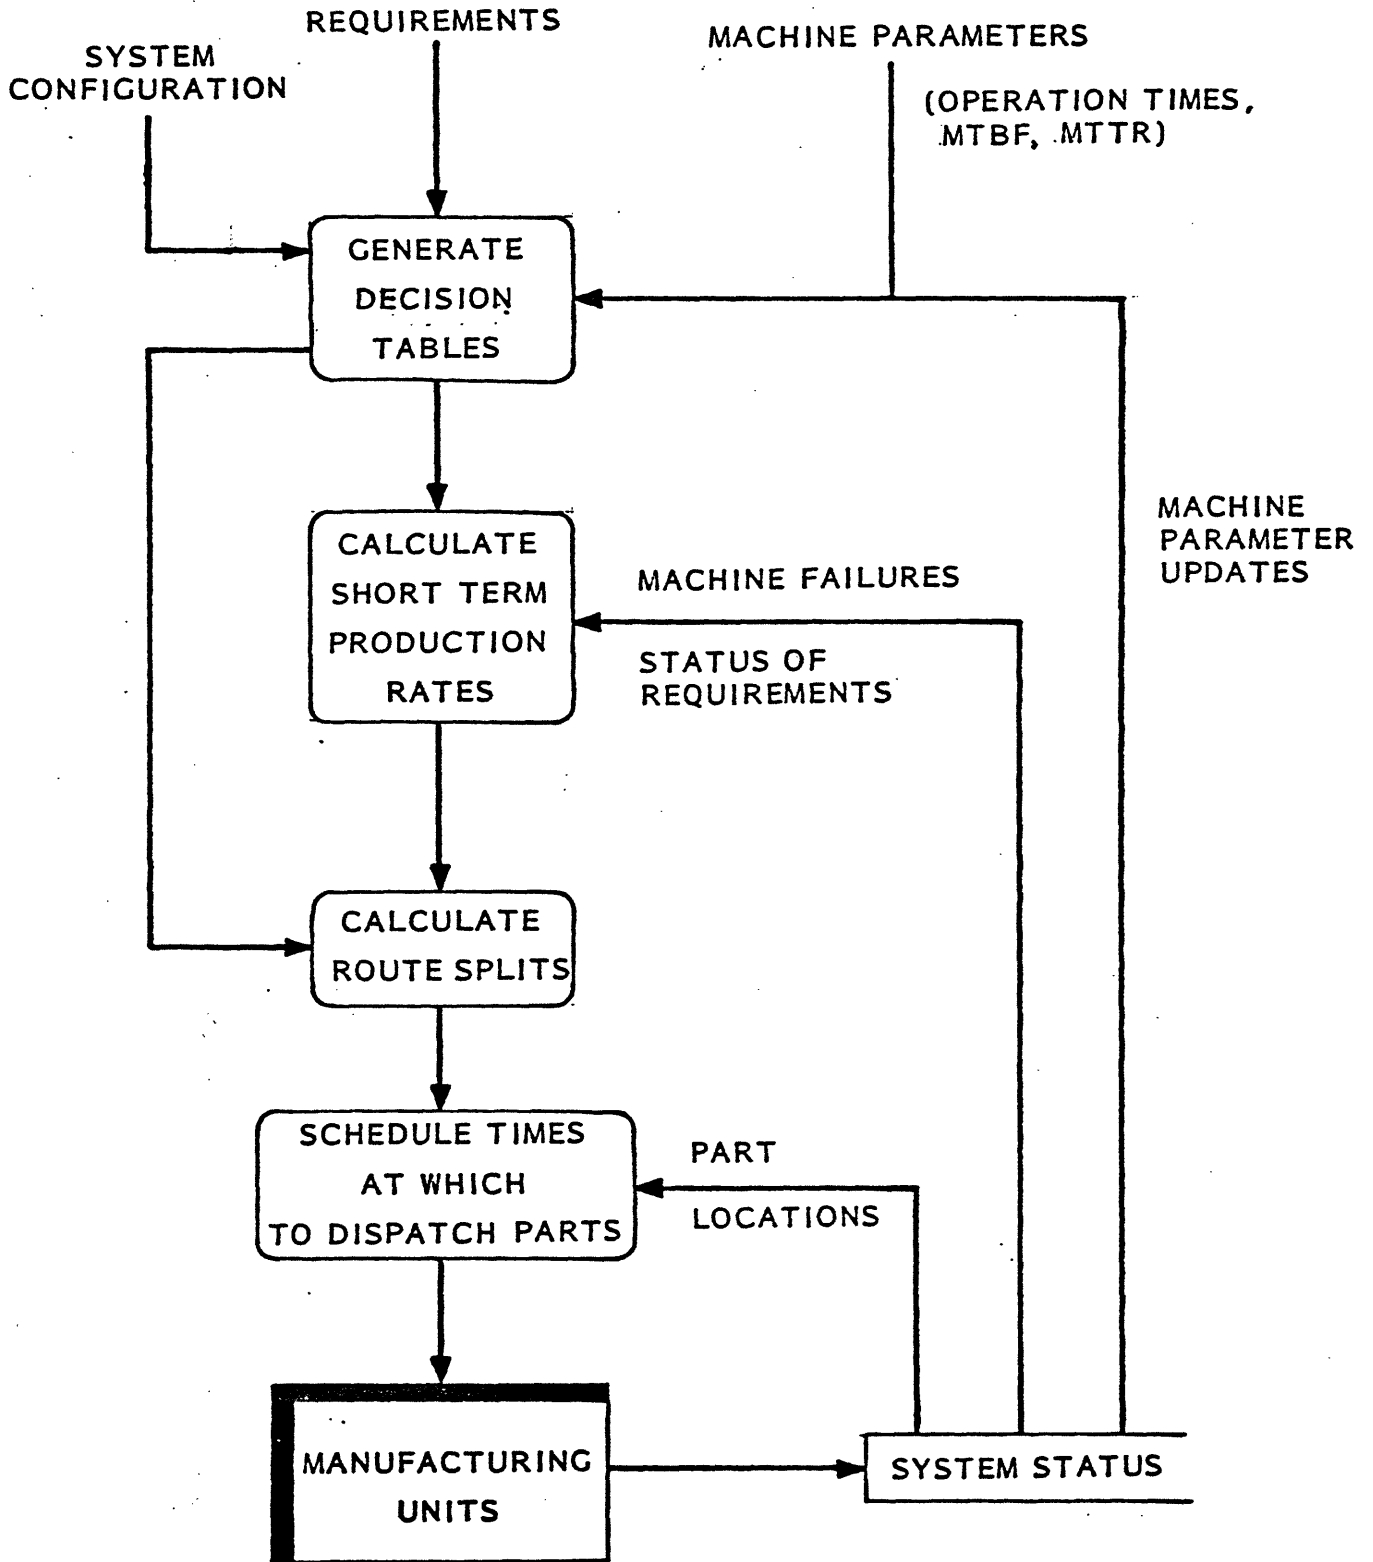 REQUIREMENTS
SYSTEM
CONFIGURATION
MACHINE PARAMETERS
(OPERATION TIMES,
MTBF, MTTR)
GENERATE
DECISION
TABLES
MACHINE
PARAMETER
UPDATES
CALCULATE
SHORT TERM
PRODUCTION
RATES
MACHINE FAILURES
STATUS OF
REQUIREMENTS
CALCULATE
ROUTE SPLITS
SCHEDULE TIMES
AT WHICH
TO DISPATCH PARTS
PART
LOCATIONS
MANUFACTURING
UNITS
SYSTEM STATUS